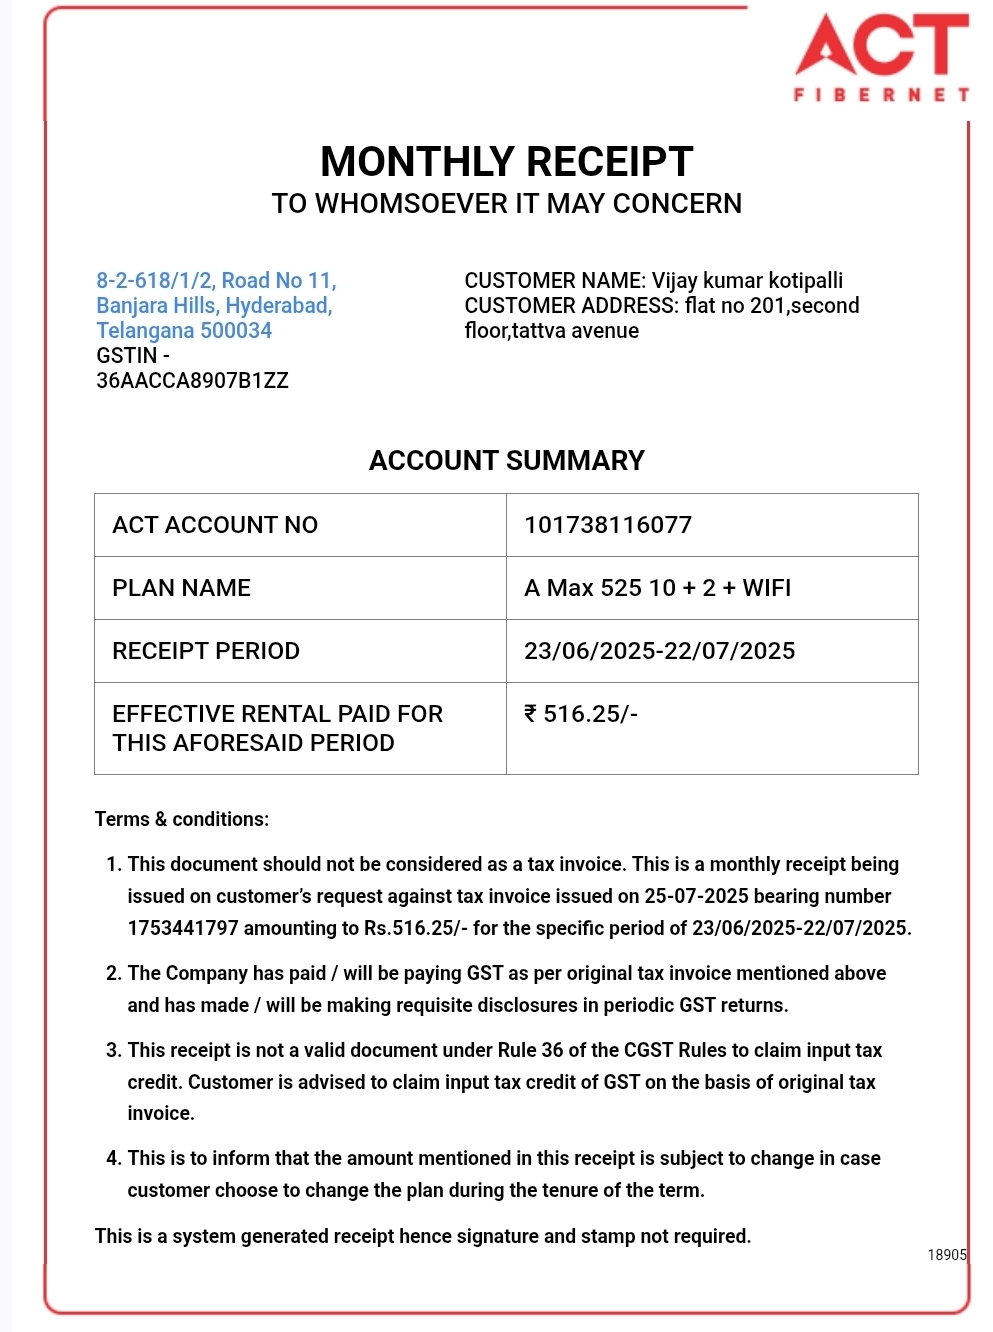 ACT
FIBERNET
MONTHLY RECEIPT
TO WHOMSOEVER IT MAY CONCERN
8-2-618/1/2, Road No 11,
Banjara Hills, Hyderabad,
Telangana 500034
GSTIN -
36AACCA8907B1ZZ
CUSTOMER NAME: Vijay kumar kotipalli
CUSTOMER ADDRESS: flat no 201,second
floor,tattva avenue
ACCOUNT SUMMARY
ACT ACCOUNT NO 101738116077
PLAN NAME A Max 525 10 + 2 + WIFI
RECEIPT PERIOD 23/06/2025-22/07/2025
EFFECTIVE RENTAL PAID FOR ₹ 516.25/-
THIS AFORESAID PERIOD
Terms & conditions:
1. This document should not be considered as a tax invoice. This is a monthly receipt being
issued on customer’s request against tax invoice issued on 25-07-2025 bearing number
1753441797 amounting to Rs.516.25/- for the specific period of 23/06/2025-22/07/2025.
2. The Company has paid / will be paying GST as per original tax invoice mentioned above
and has made / will be making requisite disclosures in periodic GST returns.
3. This receipt is not a valid document under Rule 36 of the CGST Rules to claim input tax
credit. Customer is advised to claim input tax credit of GST on the basis of original tax
invoice.
4. This is to inform that the amount mentioned in this receipt is subject to change in case
customer choose to change the plan during the tenure of the term.
This is a system generated receipt hence signature and stamp not required.
18905